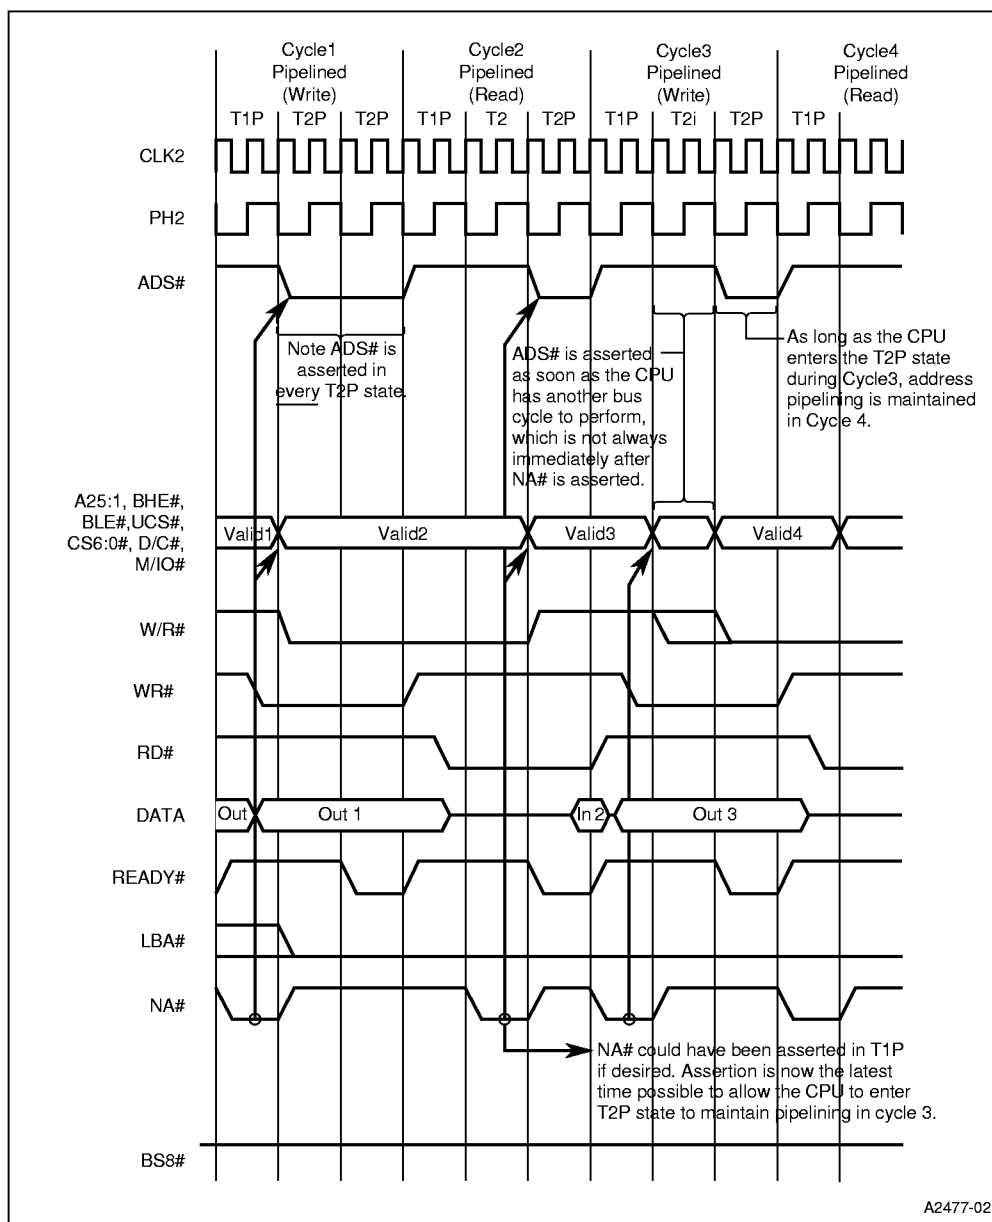 Cycle1
Pipelined
(Write)
Cycle2
Pipelined
(Read)
Cycle3
Pipelined
(Write)
Cycle4
Pipelined
(Read)
T1P T2P T2P T1P T2 T2P T1P T2i T2P T1P
CLK2
PH2
ADS#
Note ADS# is
asserted in
every T2P state.
ADS# is asserted
as soon as the CPU
has another bus
cycle to perform,
which is not always
immediately after
NA# is asserted.
As long as the CPU
enters the T2P state
during Cycle3, address
pipelining is maintained
in Cycle 4.
A25:1, BHE#,
BLE#,UCS#,
CS6:0#, D/C#,
M/IO#
Valid1 Valid2 Valid3 Valid4
W/R#
WR#
RD#
DATA
Out Out 1 In 2 Out 3
READY#
LBA#
NA#
NA# could have been asserted in T1P
if desired. Assertion is now the latest
time possible to allow the CPU to enter
T2P state to maintain pipelining in cycle 3.
BS8#
A2477-02